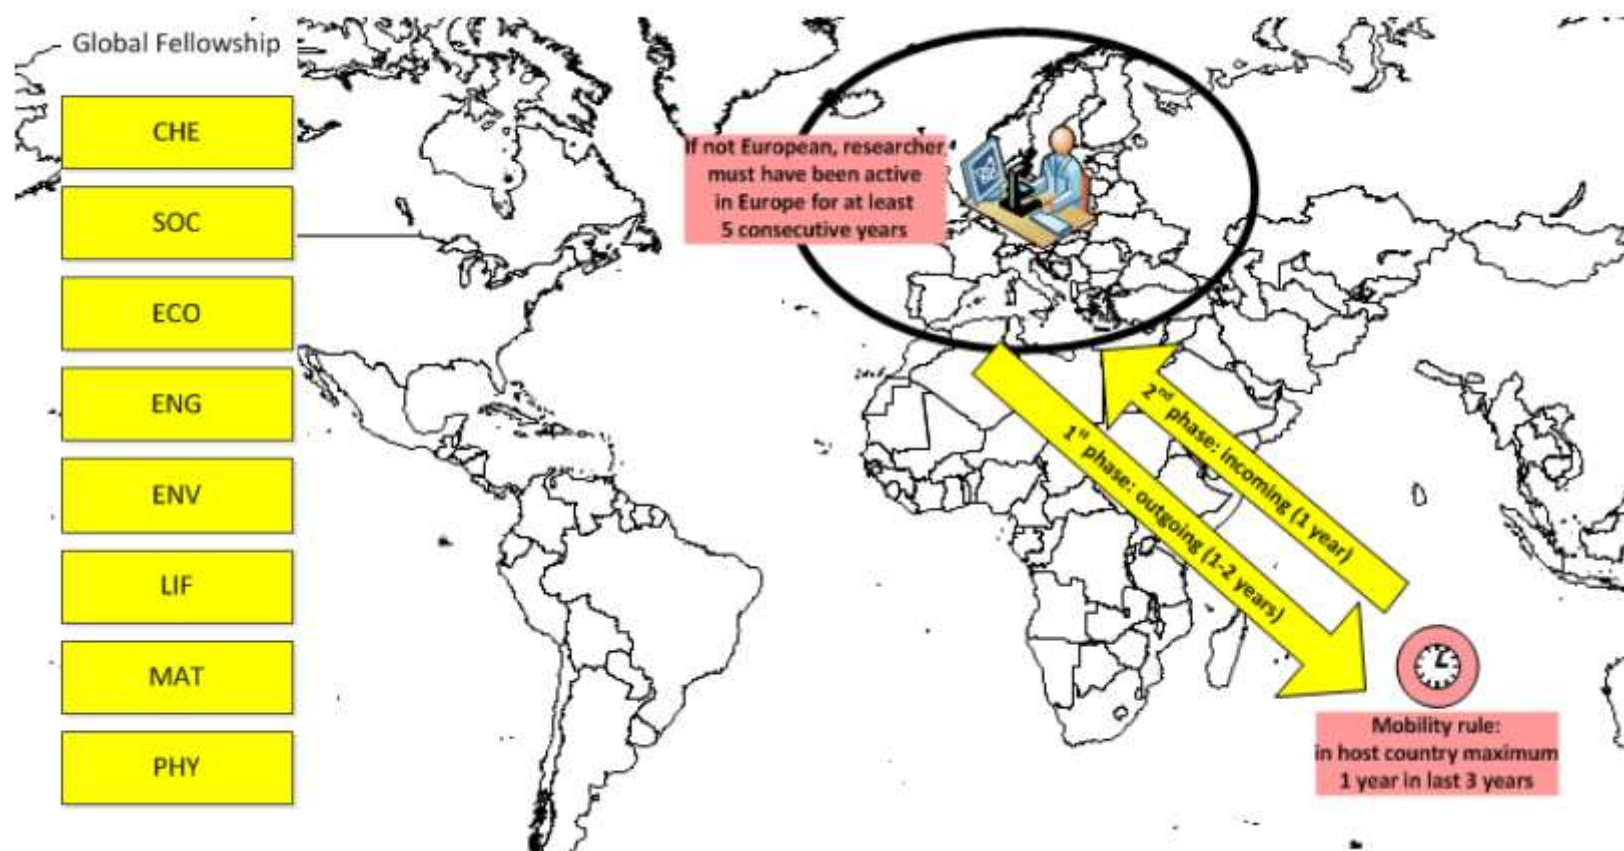 Global Fellowship
CHE
SOC
ECO
ENG
ENV
LIF
MAT
PHY
If not European, researcher
must have been active
in Europe for at least
5 consecutive years
2nd phase: incoming (1 year)
1st phase: outgoing (1-2 years)
Mobility rule:
in host country maximum
1 year in last 3 years